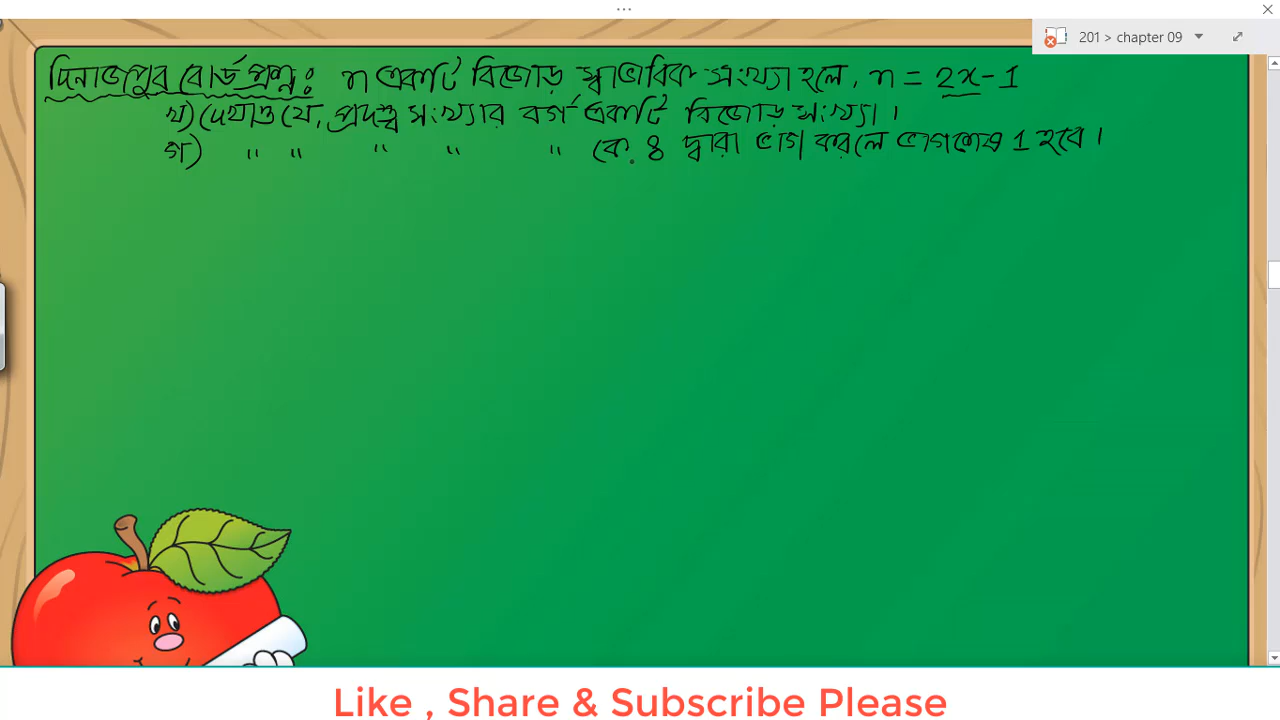 201 > chapter 09
দিনাজপুর বোর্ড প্রশ্ন: n একটি বিজোড় স্বাভাবিক সংখ্যা হলে, n = 2x-1
খ) দেখাও যে, প্রদত্ত সংখ্যার বর্গ একটি বিজোড় সংখ্যা।
গ) " " " " " কে 8 দ্বারা ভাগ করলে ভাগশেষ 1 হবে।
Like , Share & Subscribe Please